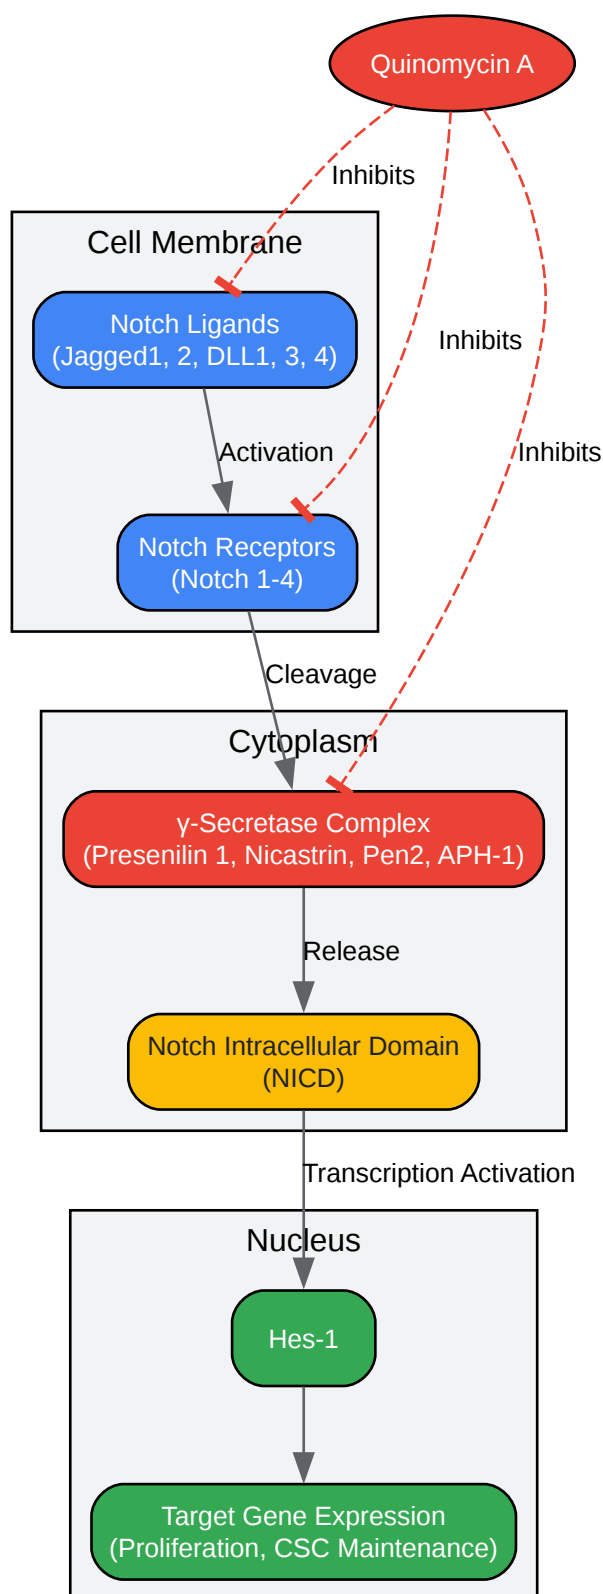 Quinomycin A
Inhibits
Cell Membrane
Notch Ligands
(Jagged1, 2, DLL1, 3, 4)
Inhibits
Activation
Inhibits
Notch Receptors
(Notch 1-4)
Cleavage
Cytoplasm
γ-Secretase Complex
(Presenilin 1, Nicastrin, Pen2, APH-1)
Release
Notch Intracellular Domain
(NICD)
Transcription Activation
Nucleus
Hes-1
Target Gene Expression
(Proliferation, CSC Maintenance)